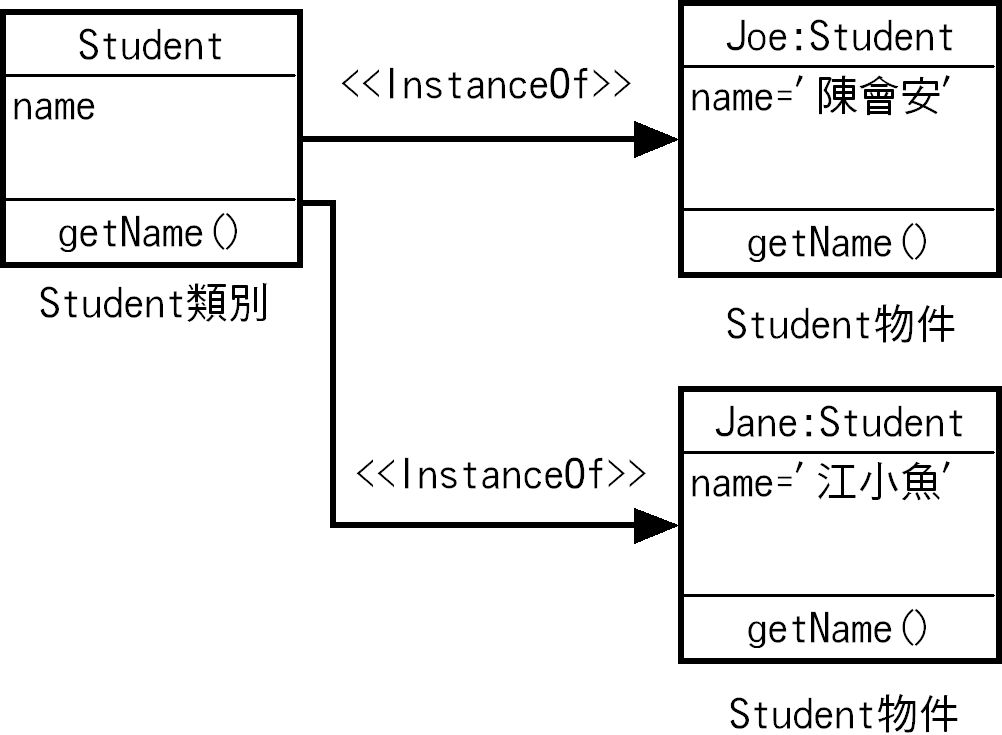 Student
name
getName()
Student類別
<<InstanceOf>>
Joe:Student
name='陳會安'
getName()
Student物件
<<InstanceOf>>
Jane:Student
name='江小魚'
getName()
Student物件